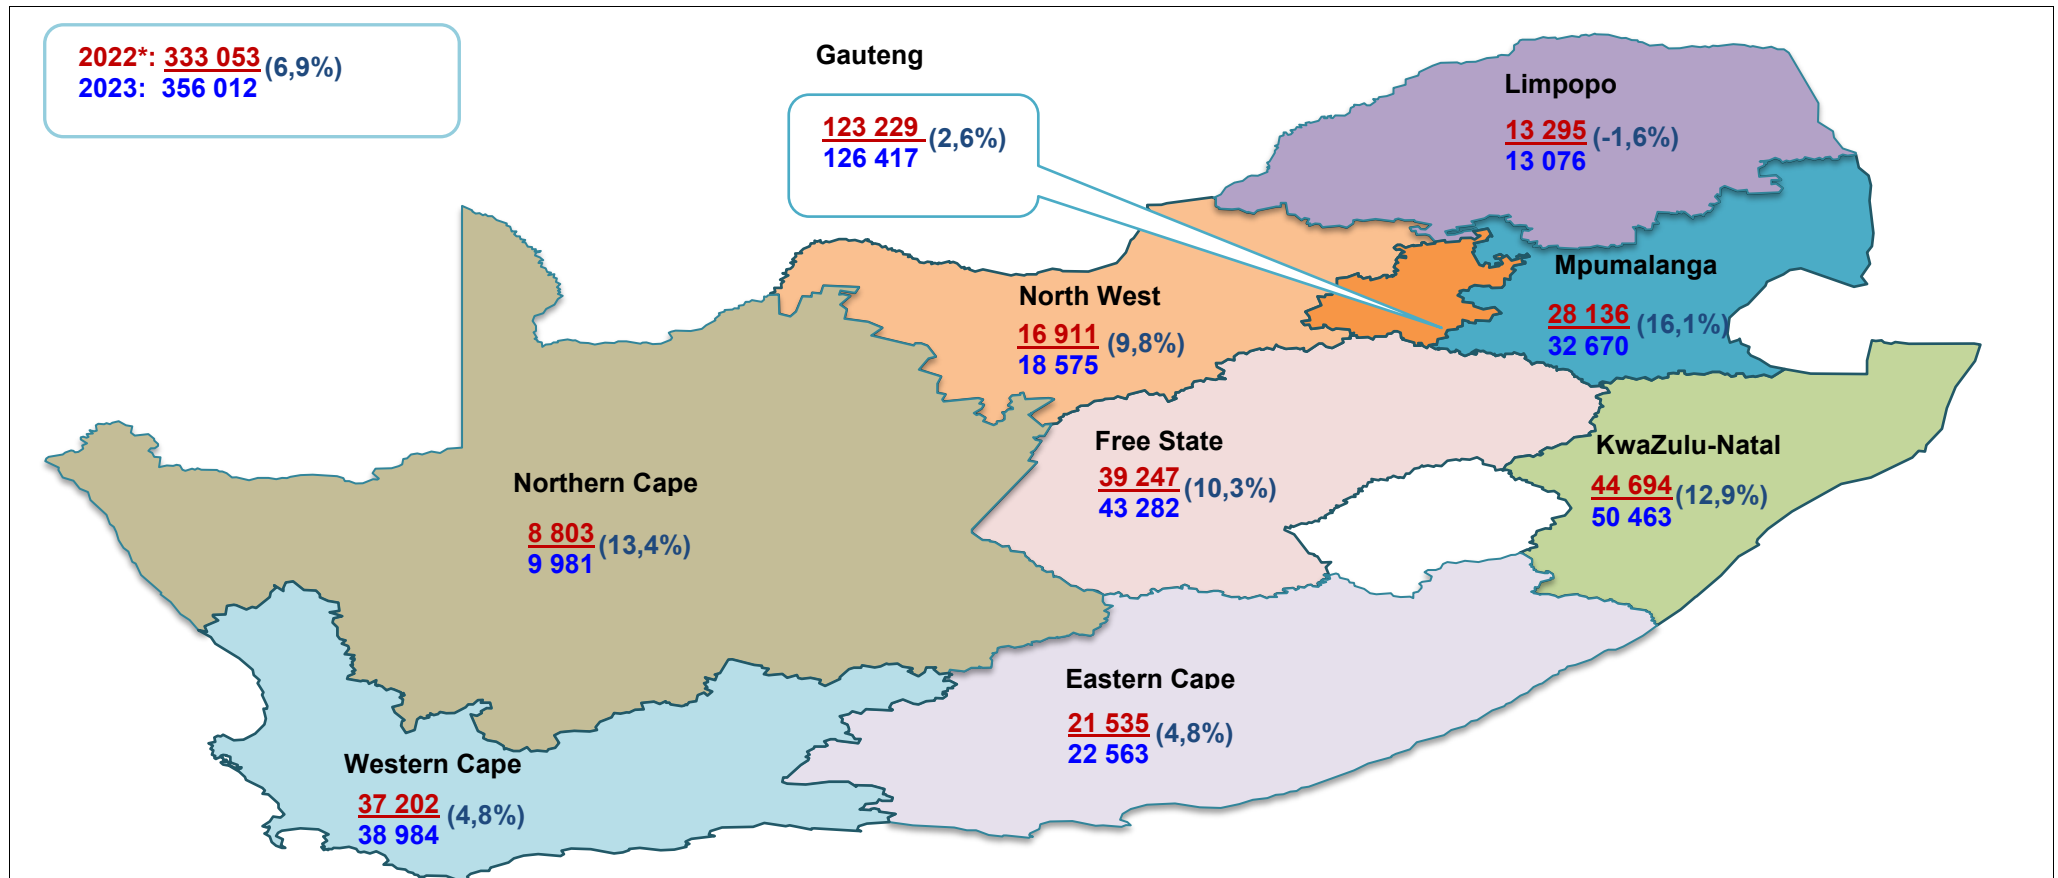 2022*: 333 053 (6,9%)
2023: 356 012
Gauteng
123 229 (2,6%)
126 417
Limpopo
13 295 (-1,6%)
13 076
Mpumalanga
28 136 (16,1%)
32 670
North West
16 911 (9,8%)
18 575
Free State
39 247 (10,3%)
43 282
KwaZulu-Natal
44 694 (12,9%)
50 463
Northern Cape
8 803 (13,4%)
9 981
Eastern Cape
21 535 (4,8%)
22 563
Western Cape
37 202 (4,8%)
38 984